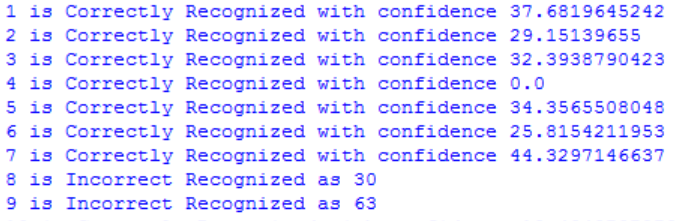 1 is Correctly Recognized with confidence 37.6819645242
2 is Correctly Recognized with confidence 29.15139655
3 is Correctly Recognized with confidence 32.3938790423
4 is Correctly Recognized with confidence 0.0
5 is Correctly Recognized with confidence 34.3565508048
6 is Correctly Recognized with confidence 25.8154211953
7 is Correctly Recognized with confidence 44.3297146637
8 is Incorrect Recognized as 30
9 is Incorrect Recognized as 63